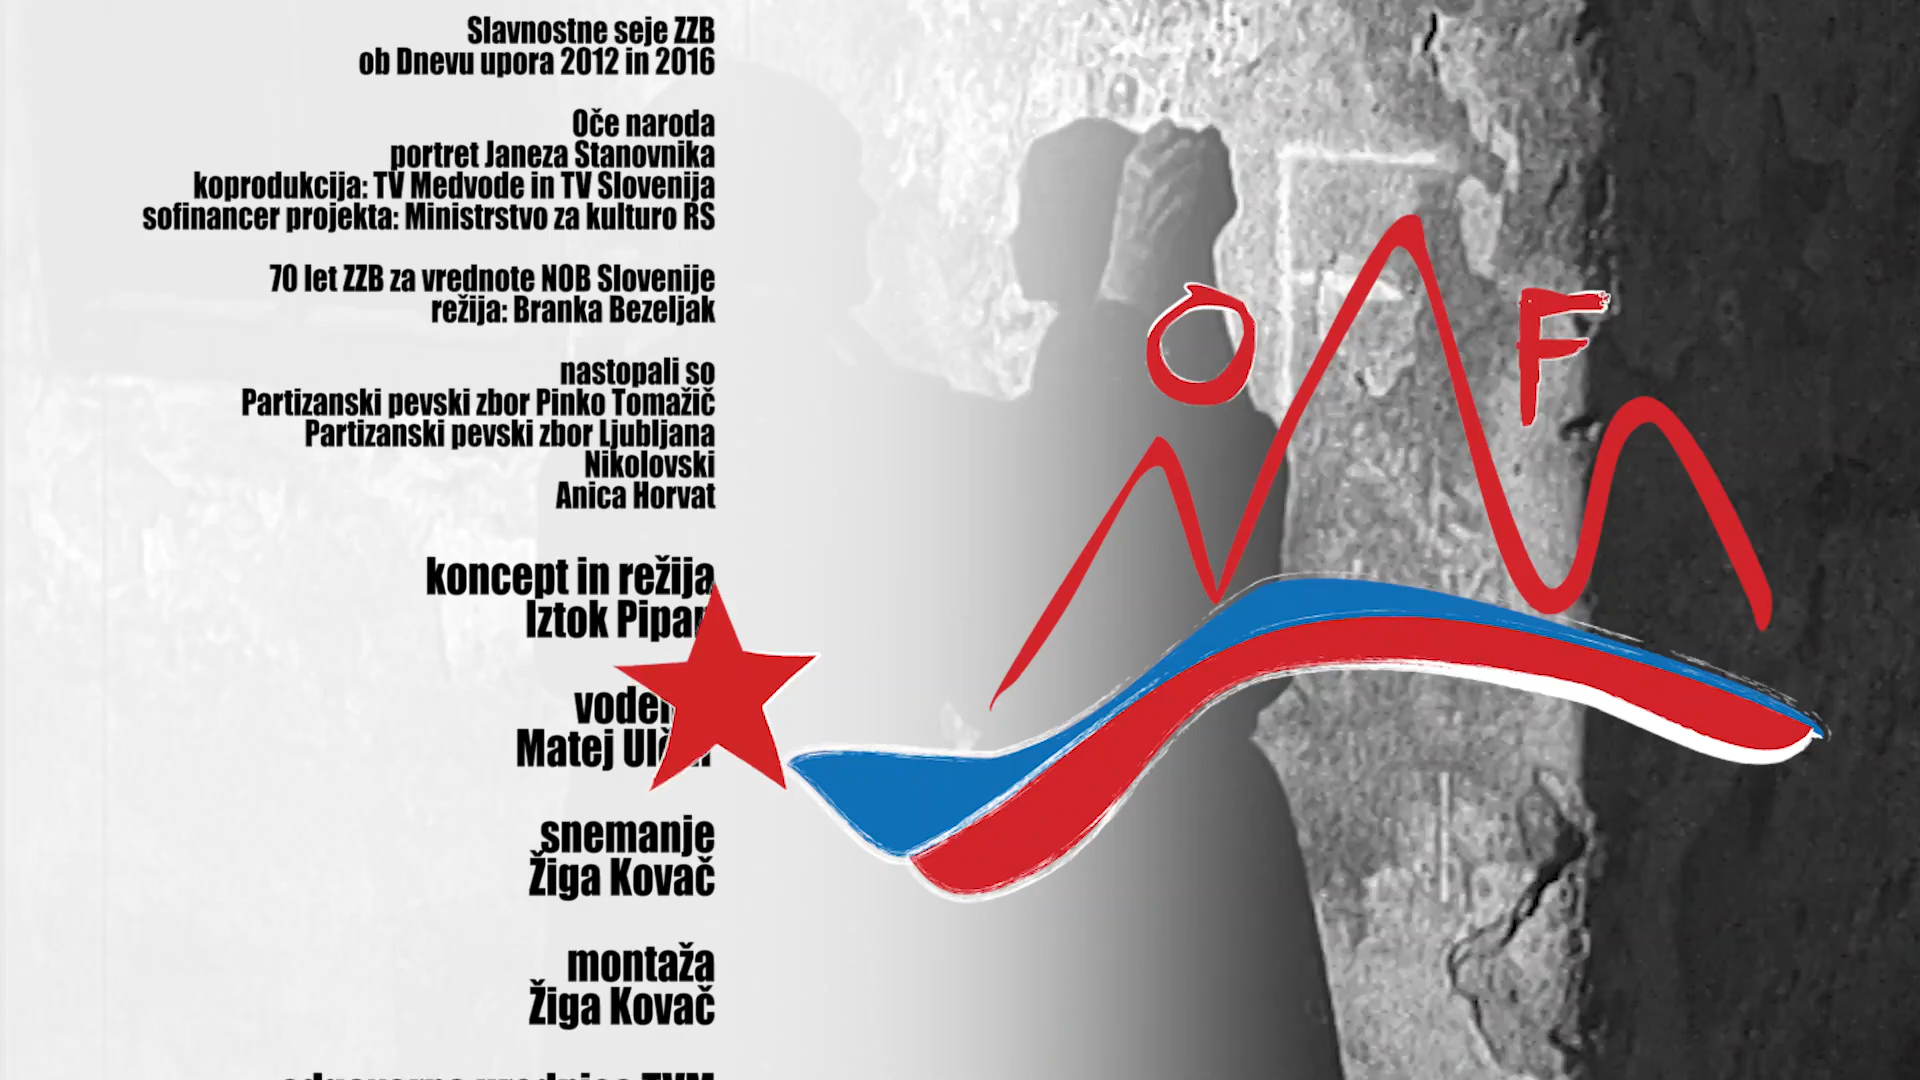 Slavnostne seje ZZB
ob Dnevu upora 2012 in 2016
Oče naroda
portret Janeza Stanovnika
koprodukcija: TV Medvode in TV Slovenija
sofinancer projekta: Ministrstvo za kulturo RS
70 let ZZB za vrednote NOB Slovenije
režija: Branka Bezeljak
nastopali so
Partizanski pevski zbor Pinko Tomažič
Partizanski pevski zbor Ljubljana
Nikolovski
Anica Horvat
koncept in režija
Iztok Pipan
Matej
snemanje
Žiga Kovač
montaža
Žiga Kovač
O F